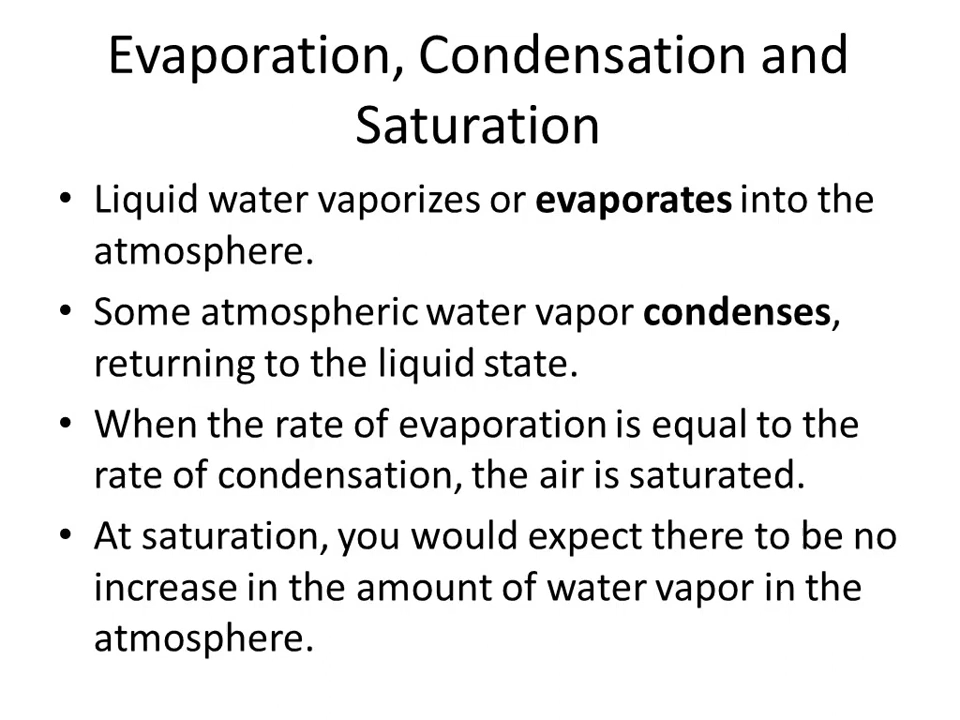 Evaporation, Condensation and
Saturation
• Liquid water vaporizes or evaporates into the
atmosphere.
• Some atmospheric water vapor condenses,
returning to the liquid state.
• When the rate of evaporation is equal to the
rate of condensation, the air is saturated.
• At saturation, you would expect there to be no
increase in the amount of water vapor in the
atmosphere.